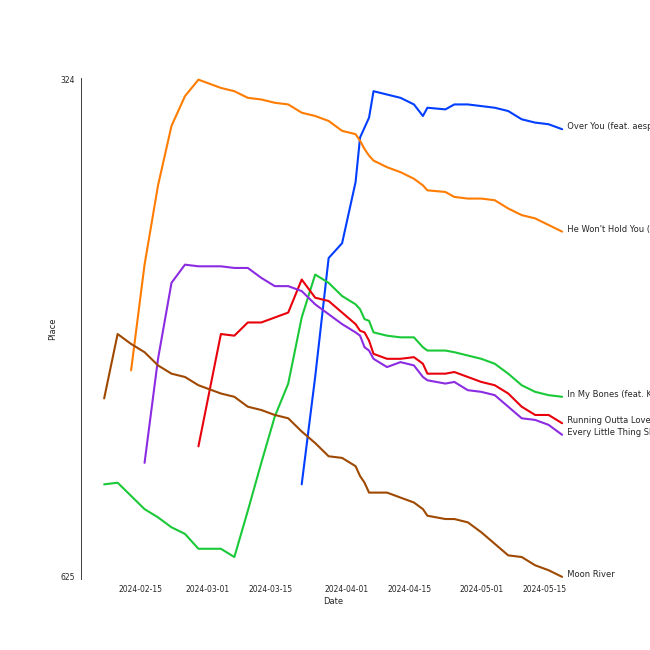 324
Over You (feat. aesp
He Won't Hold You (
Place
In My Bones (feat. K
Running Outta Love
Every Little Thing S
625
Moon River
2024-02-15 2024-03-01 2024-03-15 2024-04-01 2024-04-15 2024-05-01 2024-05-15
Date